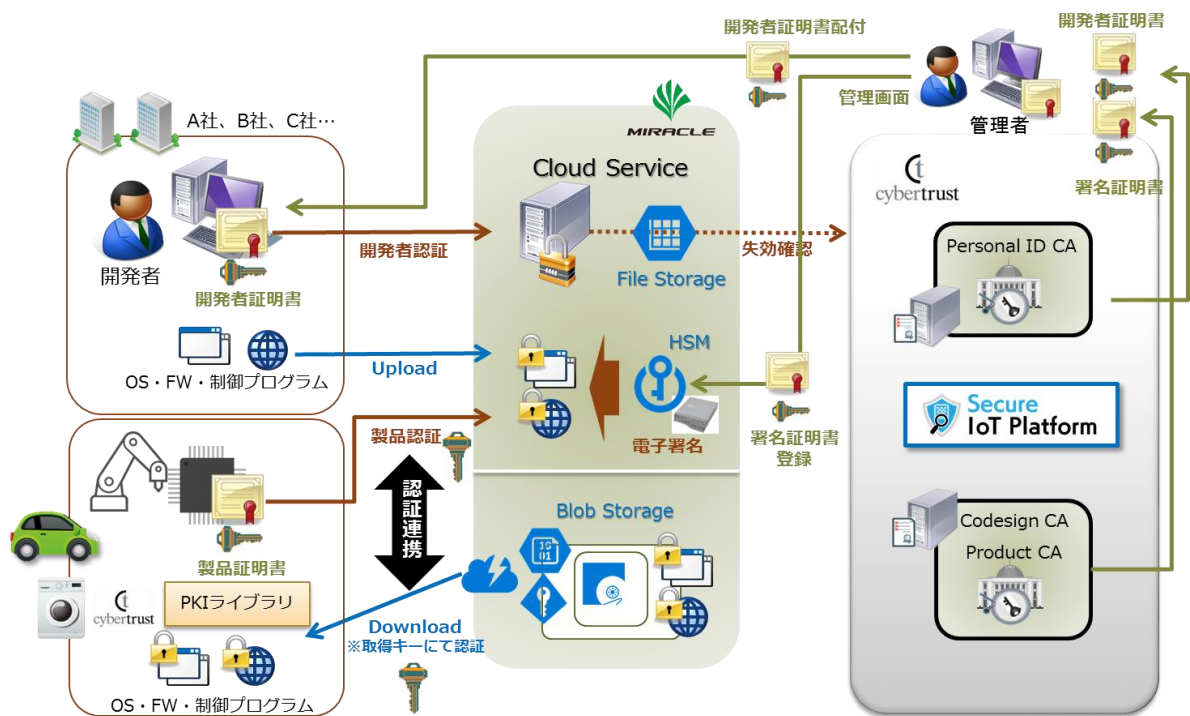 開発者証明書配付
開発者証明書
管理画面
管理者
署名証明書
A社、B社、C社…
開発者
開発者証明書
OS・FW・制御プログラム
MIRACLE
Cloud Service
開発者認証
File Storage
失効確認
Upload
HSM
電子署名
署名証明書
登録
製品認証
認証連携
cybertrust
Personal ID CA
Secure
IoT Platform
Codesign CA
Product CA
製品証明書
cybertrust
PKIライブラリ
OS・FW・制御プログラム
Blob Storage
10
01
Download
※取得キーにて認証